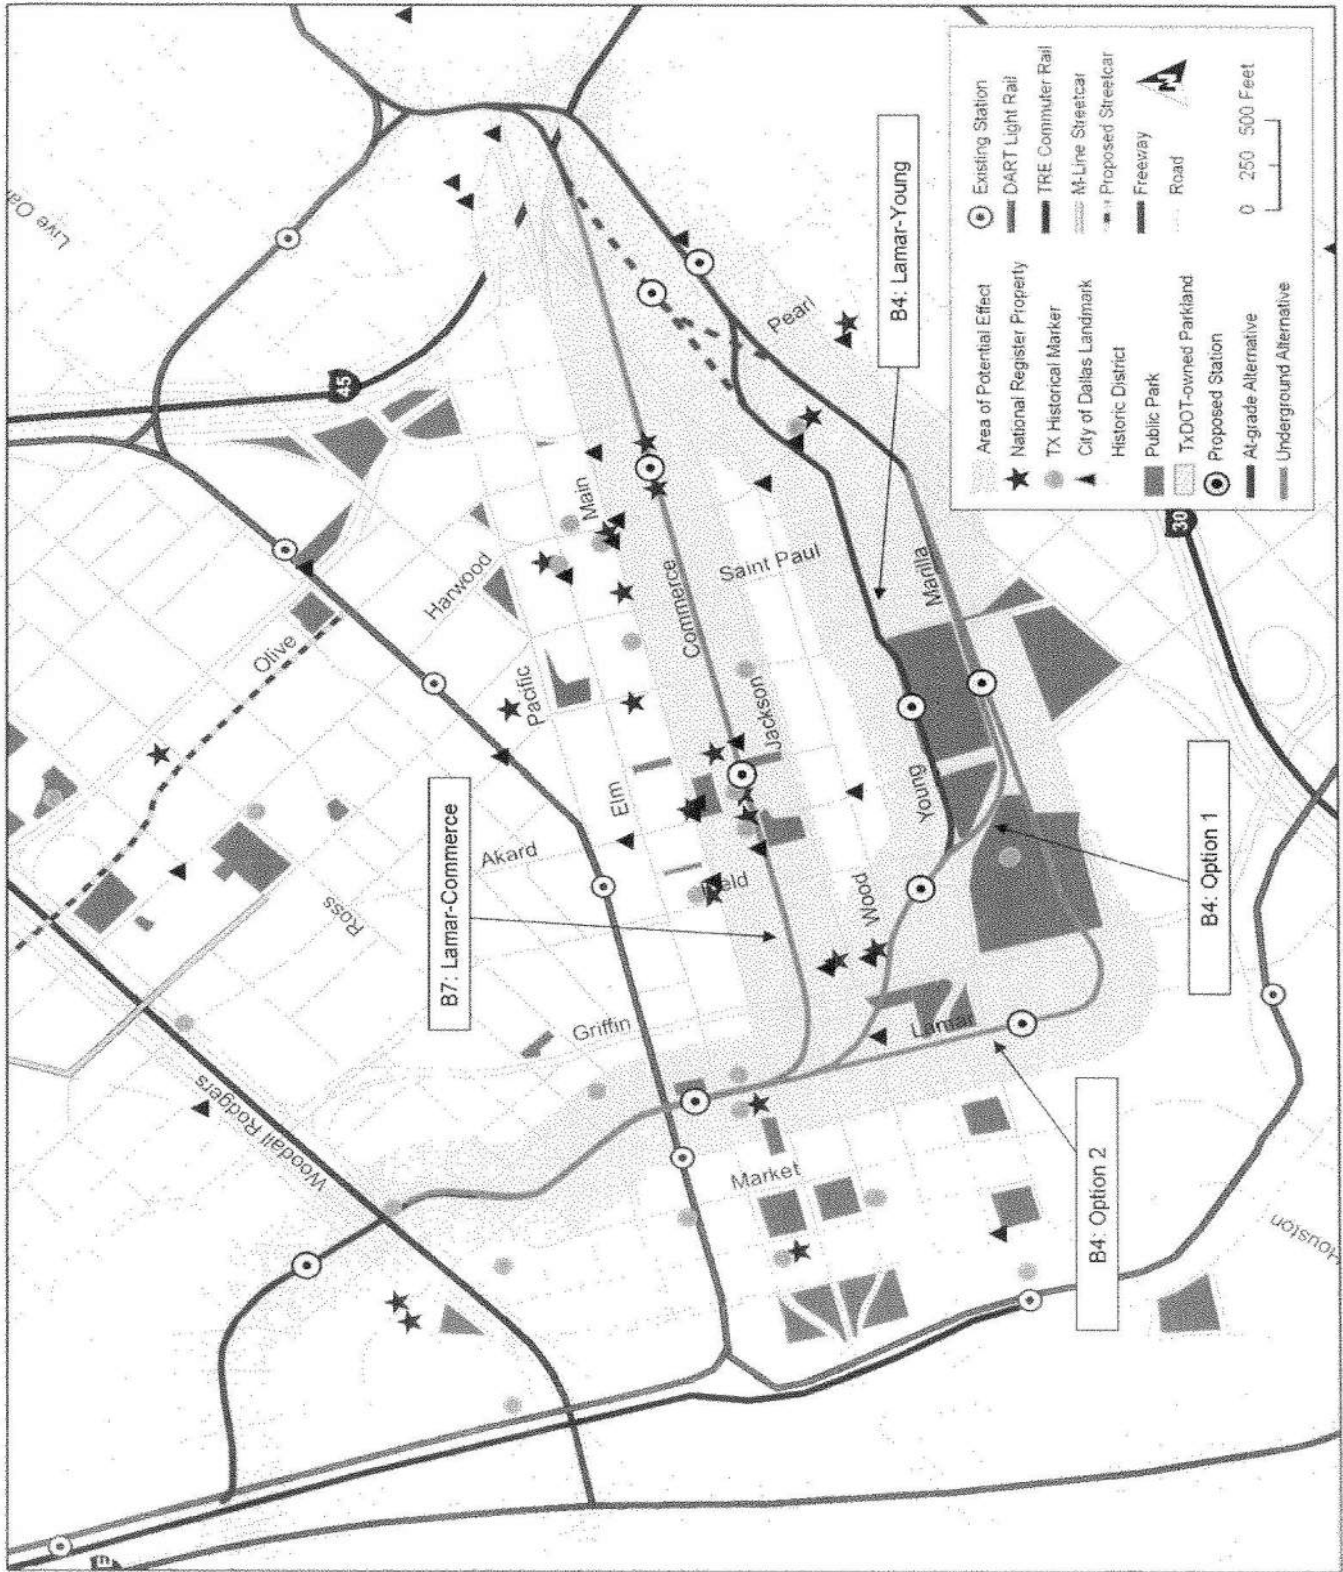 Live Oa
45
Olive
Harwood
Main
Pacific
Elm
Akard
Ross
Griffin
Woodall Rodgers
Commerce
Saint Paul
Jackson
Pearl
Marilla
Young
Wood
Lamar
Market
30
Houston
B7: Lamar-Commerce
B4: Lamar-Young
B4: Option 1
B4: Option 2
Area of Potential Effect
National Register Property
TX Historical Marker
City of Dallas Landmark
Historic District
Public Park
TxDOT-owned Parkland
Proposed Station
At-grade Alternative
Underground Alternative
Existing Station
DART Light Rail
TRE Commuter Rail
M-Line Streetcar
Proposed Streetcar
Freeway
Road
N
0 250 500 Feet